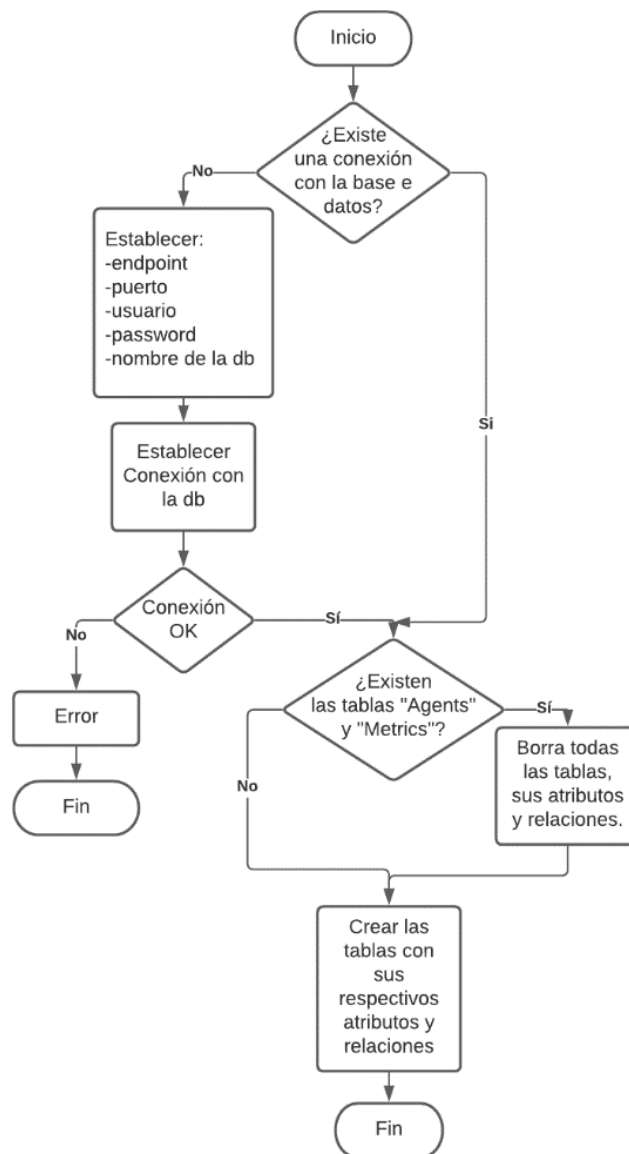 Inicio
¿Existe
una conexión
con la base e
datos?
No
Si
Establecer:
-endpoint
-puerto
-usuario
-password
-nombre de la db
Establecer
Conexión con
la db
Conexión
OK
No
Sí
Error
Fin
¿Existen
las tablas "Agents"
y "Metrics"?
Sí
No
Borra todas
las tablas,
sus atributos
y relaciones.
Crear las
tablas con
sus
respectivos
atributos y
relaciones
Fin